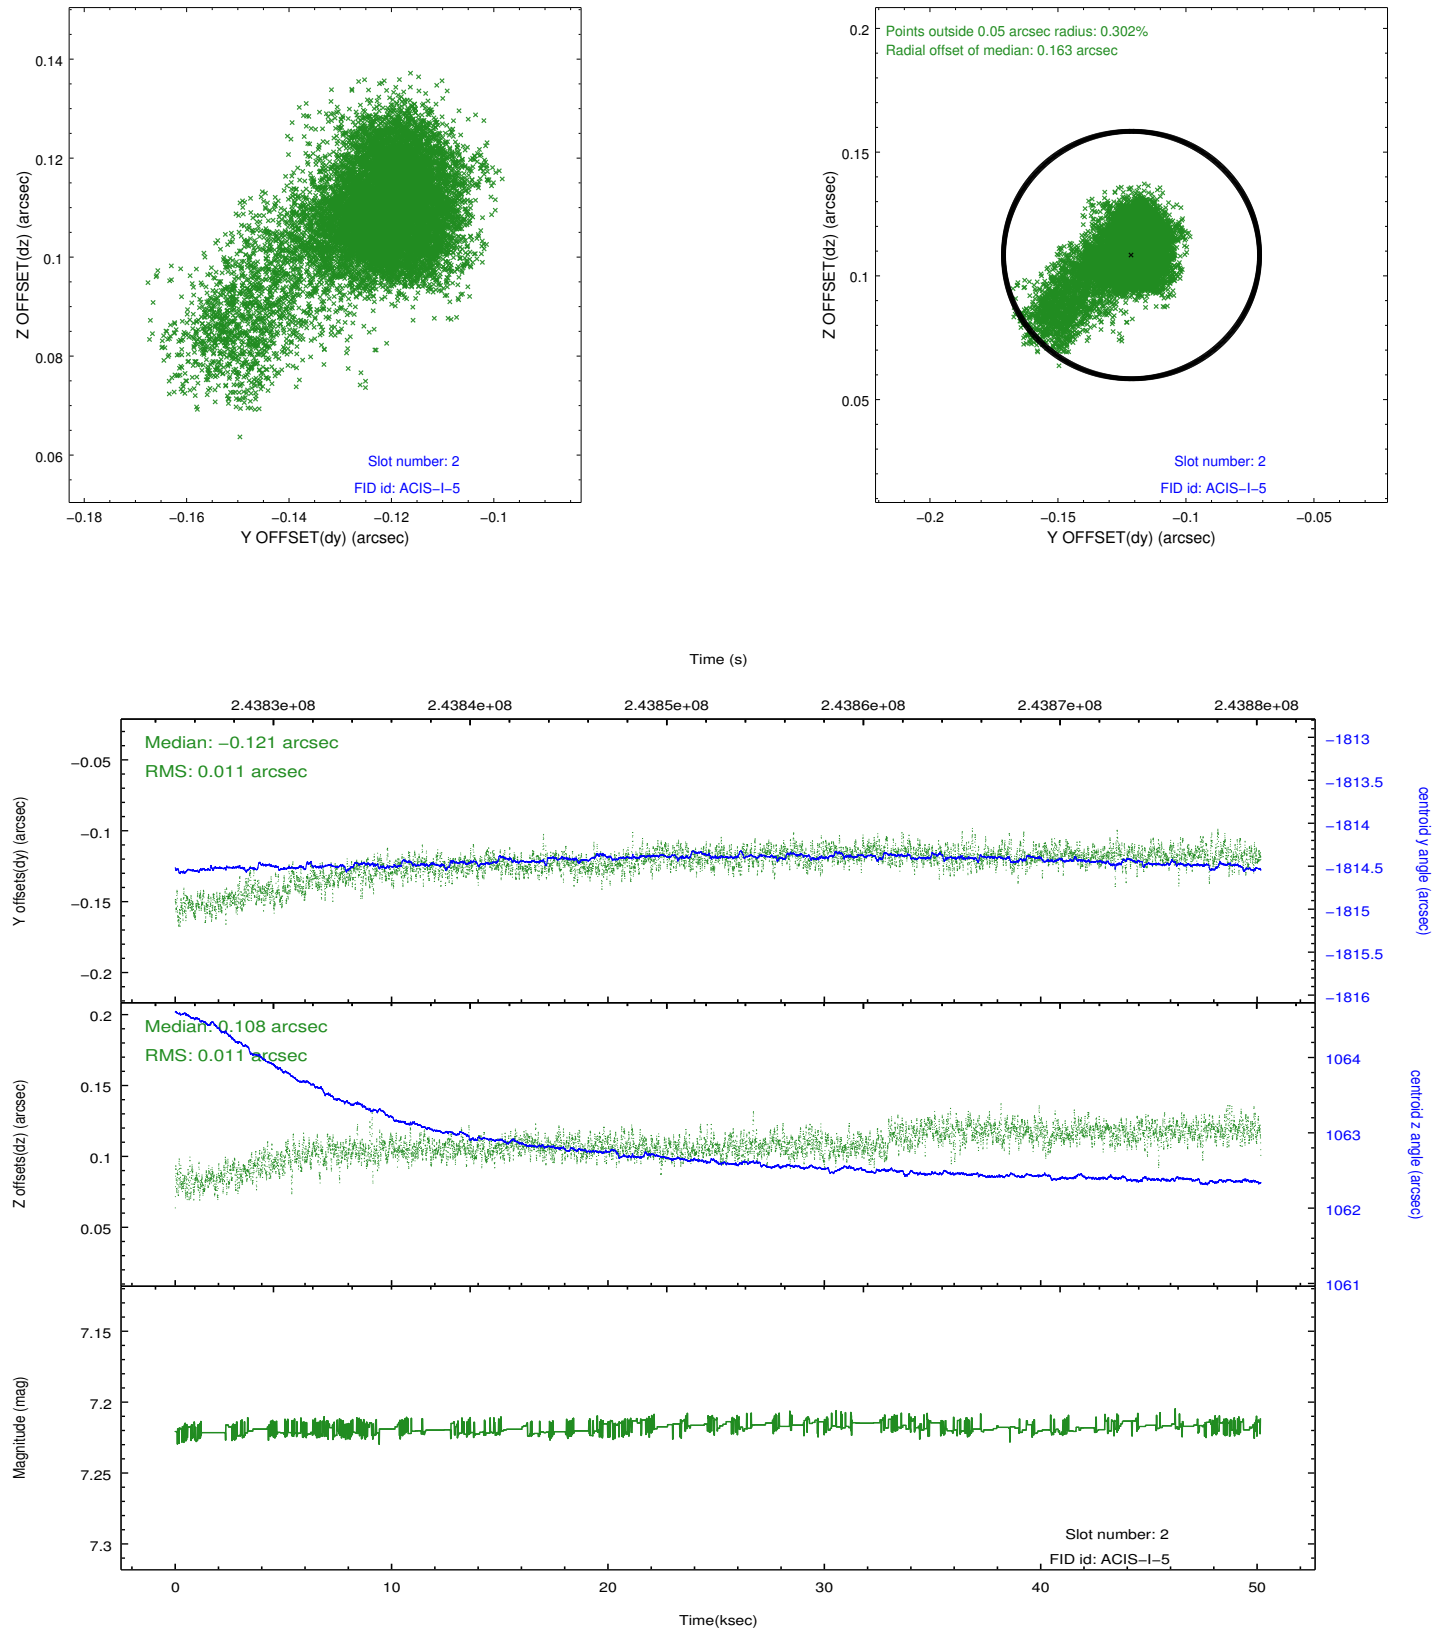 0.14
0.12
0.1
0.08
0.06
Z OFFSET(dz) (arcsec)
Slot number: 2
FID id: ACIS−I−5
−0.18 −0.16 −0.14 −0.12 −0.1
Y OFFSET(dy) (arcsec)
Points outside 0.05 arcsec radius: 0.302%
Radial offset of median: 0.163 arcsec
0.2
0.15
0.1
0.05
Z OFFSET(dz) (arcsec)
Slot number: 2
FID id: ACIS−I−5
−0.2 −0.15 −0.1 −0.05
Y OFFSET(dy) (arcsec)
Time (s)
2.4383e+08 2.4384e+08 2.4385e+08 2.4386e+08 2.4387e+08 2.4388e+08
Median: −0.121 arcsec
RMS: 0.011 arcsec
−0.05
−0.1
−0.15
−0.2
Y offsets(dy) (arcsec)
−1813
−1813.5
−1814
−1814.5
−1815
−1815.5
−1816
centroid y angle (arcsec)
Median: 0.108 arcsec
RMS: 0.011 arcsec
0.2
0.15
0.1
0.05
Z offsets(dz) (arcsec)
1064
1063
1062
1061
centroid z angle (arcsec)
7.15
7.2
7.25
7.3
Magnitude (mag)
Slot number: 2
FID id: ACIS−I−5
0 10 20 30 40 50
Time(ksec)